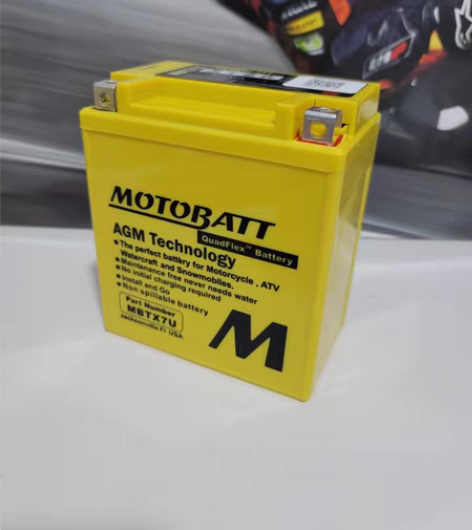 MOTOBATT
QuadFlex™ Battery
AGM Technology
● The perfect battery for Motorcycle , ATV
Watercraft and Snowmobiles.
● Maintenance free never needs water
● No initial charging required
● Install and Go
● Non spillable battery
Part Number
MBTX7U
Jacksonville Fl USA
M